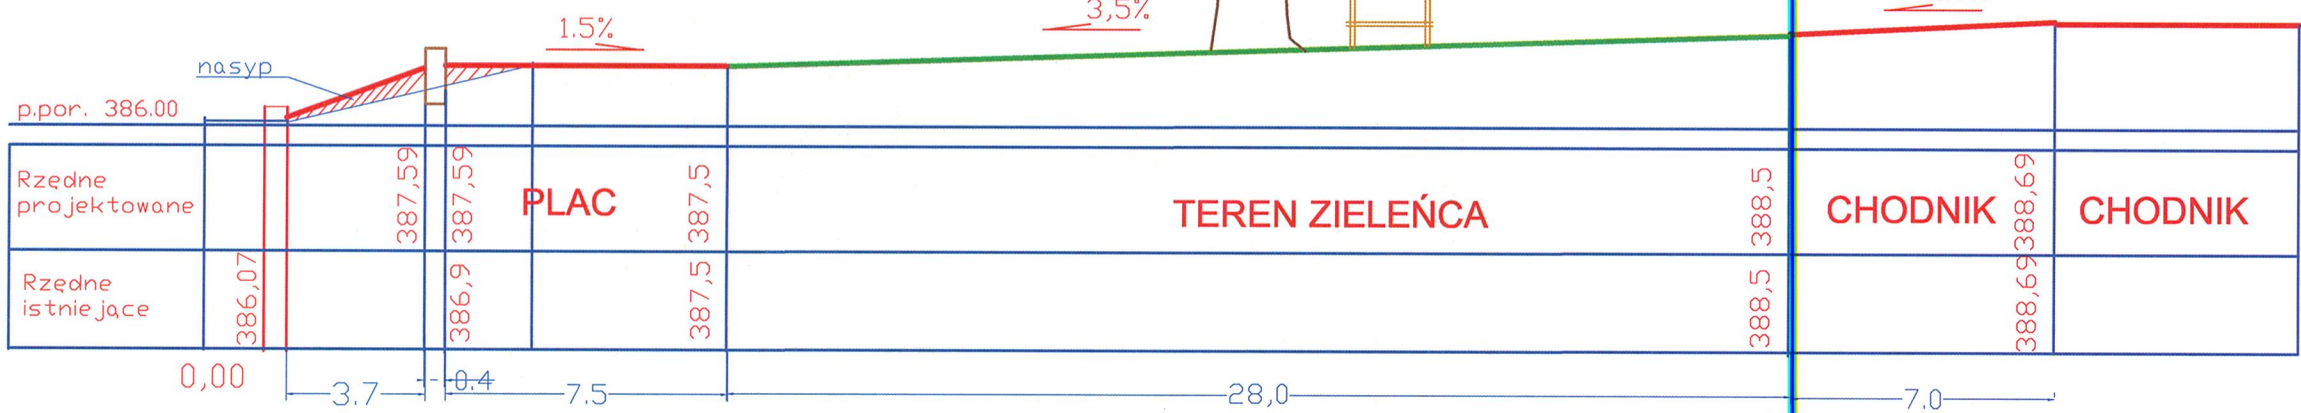 3,5%
1.5%
nasyp
p.por. 386.00
Rzędne
projektowane
387,59
387,59
PLAC
387,5
TEREN ZIELEŃCA
388,5
CHODNIK
388,69
CHODNIK
Rzędne
istniejące
386,07
386,9
387,5
388,5
388,69
0,00
3.7
0.4
7.5
28,0
7.0